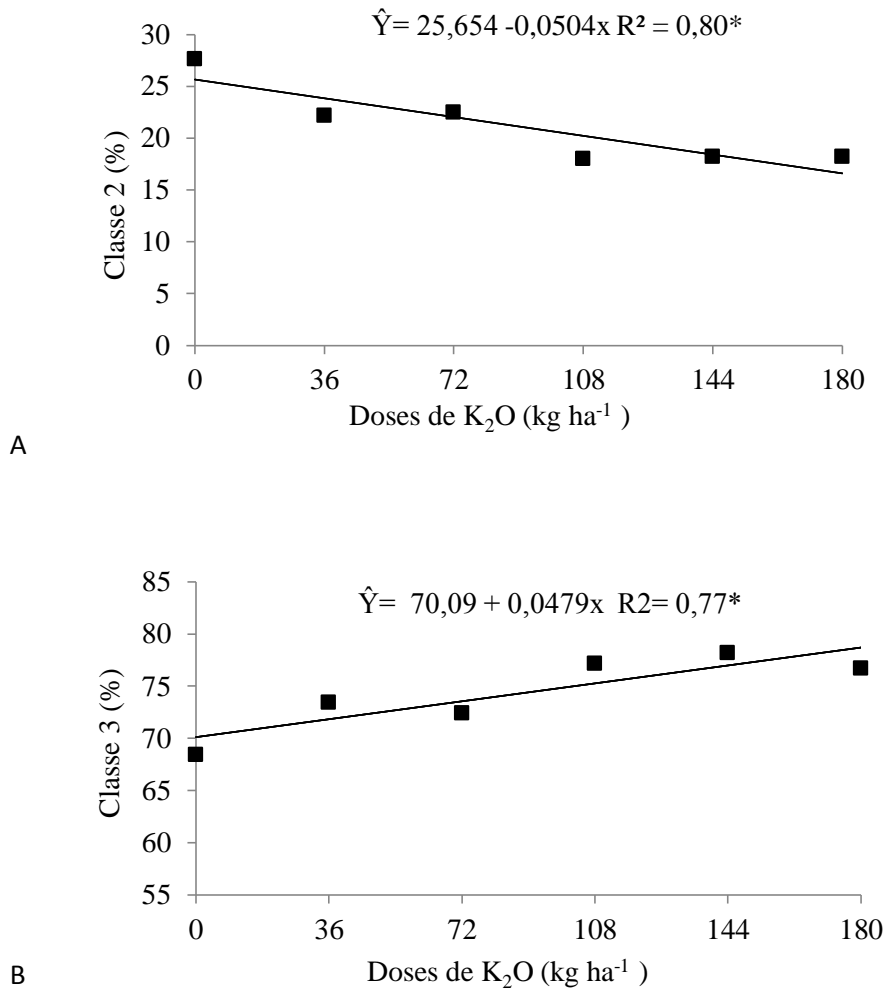 Ŷ= 25,654 -0,0504x R² = 0,80*
30
25
20
15
10
5
0
Classe 2 (%)
0 36 72 108 144 180
Doses de K₂O (kg ha⁻¹ )
A
Ŷ= 70,09 + 0,0479x R2= 0,77*
85
80
75
70
65
60
55
Classe 3 (%)
0 36 72 108 144 180
Doses de K₂O (kg ha⁻¹ )
B